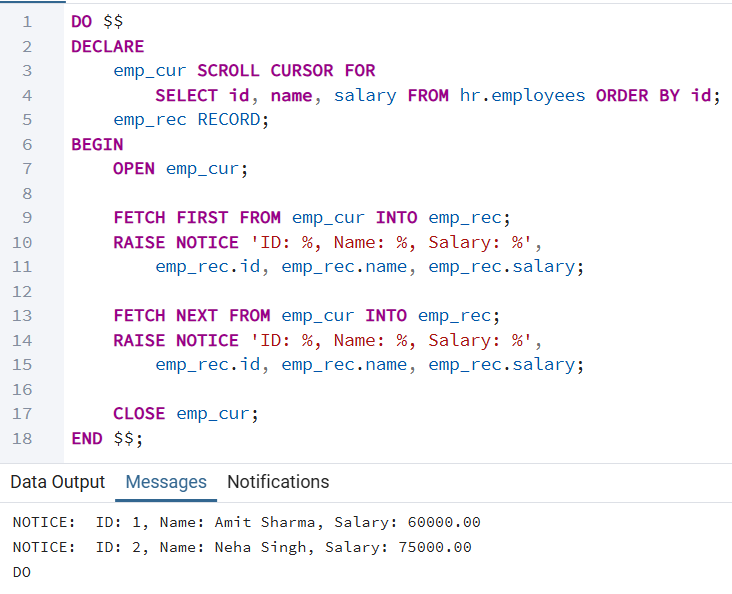 1 DO $$
2 DECLARE
3     emp_cur SCROLL CURSOR FOR
4         SELECT id, name, salary FROM hr.employees ORDER BY id;
5     emp_rec RECORD;
6 BEGIN
7     OPEN emp_cur;
8
9     FETCH FIRST FROM emp_cur INTO emp_rec;
10     RAISE NOTICE 'ID: %, Name: %, Salary: %',
11         emp_rec.id, emp_rec.name, emp_rec.salary;
12
13     FETCH NEXT FROM emp_cur INTO emp_rec;
14     RAISE NOTICE 'ID: %, Name: %, Salary: %',
15         emp_rec.id, emp_rec.name, emp_rec.salary;
16
17     CLOSE emp_cur;
18 END $$;
Data Output Messages Notifications
NOTICE:  ID: 1, Name: Amit Sharma, Salary: 60000.00
NOTICE:  ID: 2, Name: Neha Singh, Salary: 75000.00
DO